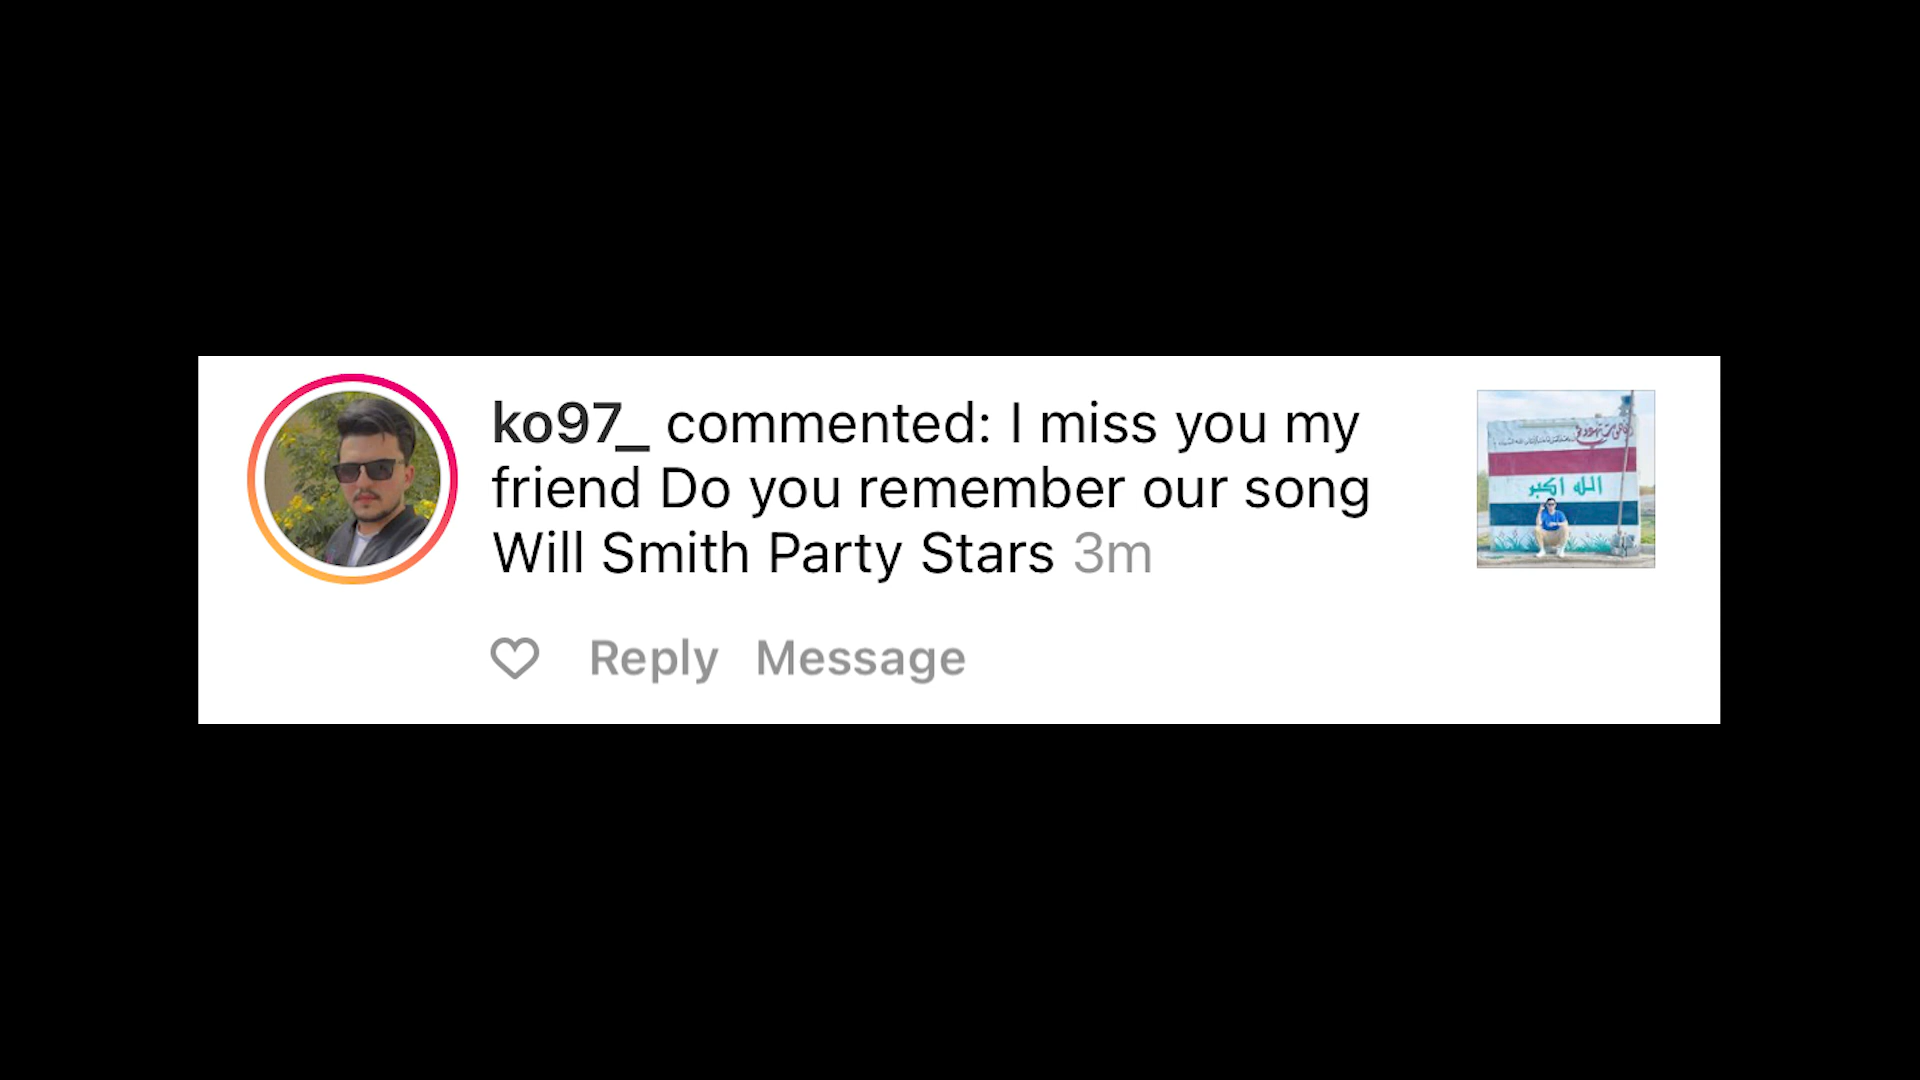 ko97_ commented: I miss you my
friend Do you remember our song
Will Smith Party Stars 3m
Reply Message
الله اكبر